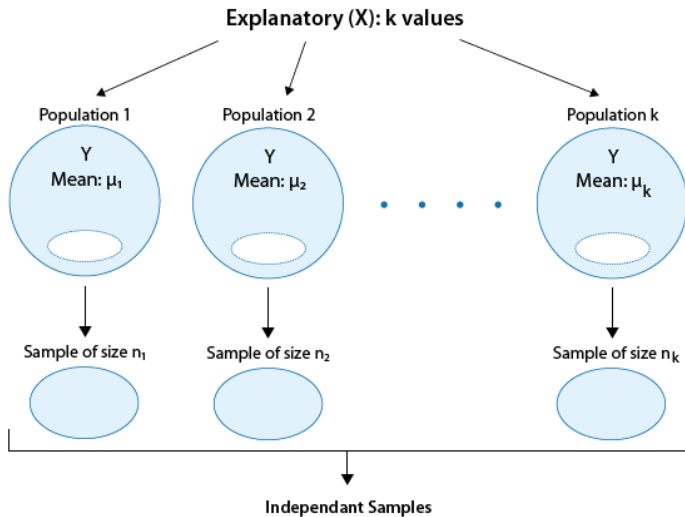 Explanatory (X): k values
Population 1
Population 2
Population k
Y
Mean: μ₁
Y
Mean: μ₂
Y
Mean: μₖ
Sample of size n₁
Sample of size n₂
Sample of size nₖ
Independant Samples